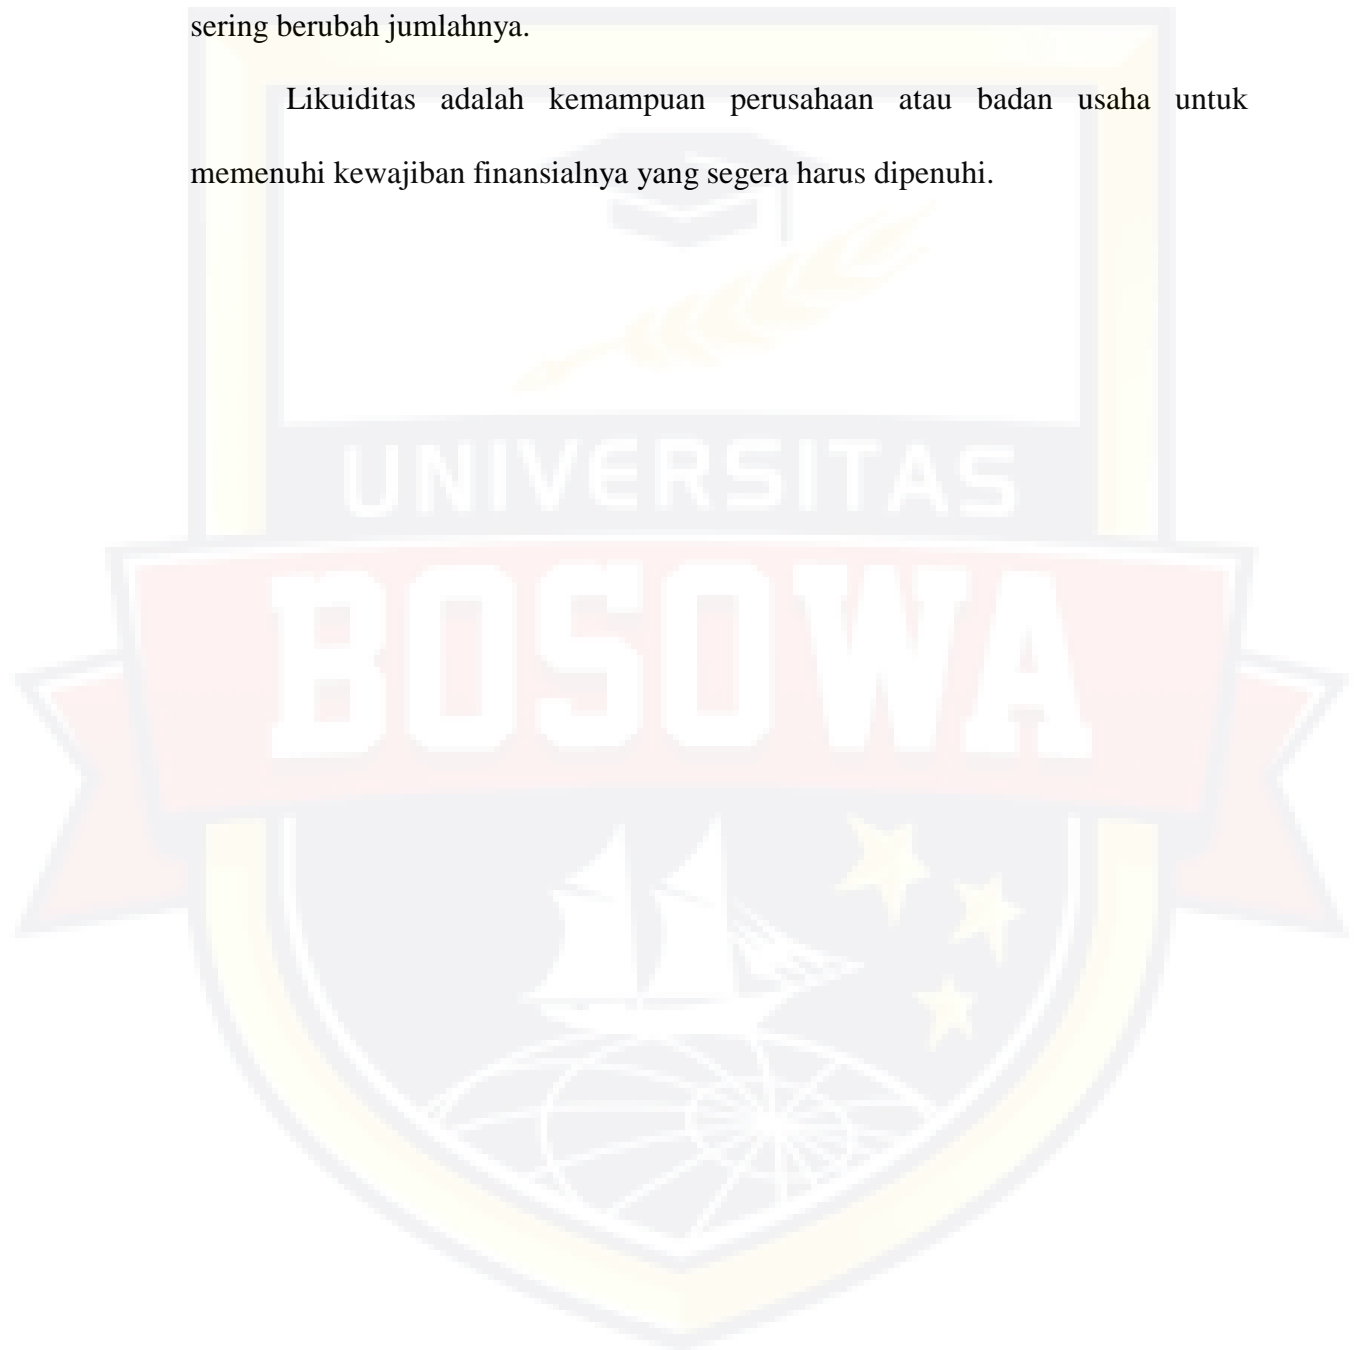 sering berubah jumlahnya.
Likuiditas adalah kemampuan perusahaan atau badan usaha untuk
memenuhi kewajiban finansialnya yang segera harus dipenuhi.
UNIVERSITAS
BOSOWA